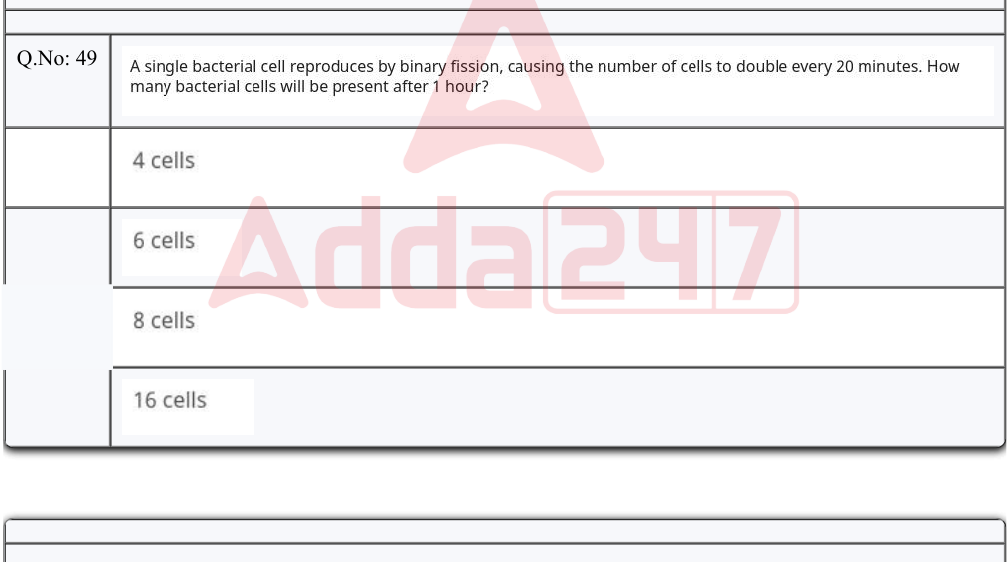 Q.No: 49
A single bacterial cell reproduces by binary fission, causing the number of cells to double every 20 minutes. How
many bacterial cells will be present after 1 hour?
4 cells
6 cells
8 cells
16 cells
Adda247